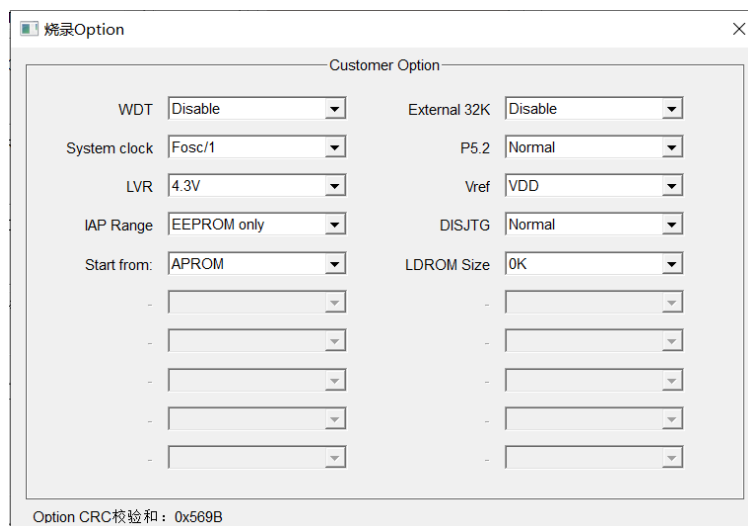 烧录Option
Customer Option
WDT Disable External 32K Disable
System clock Fosc/1 P5.2 Normal
LVR 4.3V Vref VDD
IAP Range EEPROM only DISJTG Normal
Start from: APROM LDROM Size 0K
- -
- -
- -
- -
- -
Option CRC校验和：0x569B